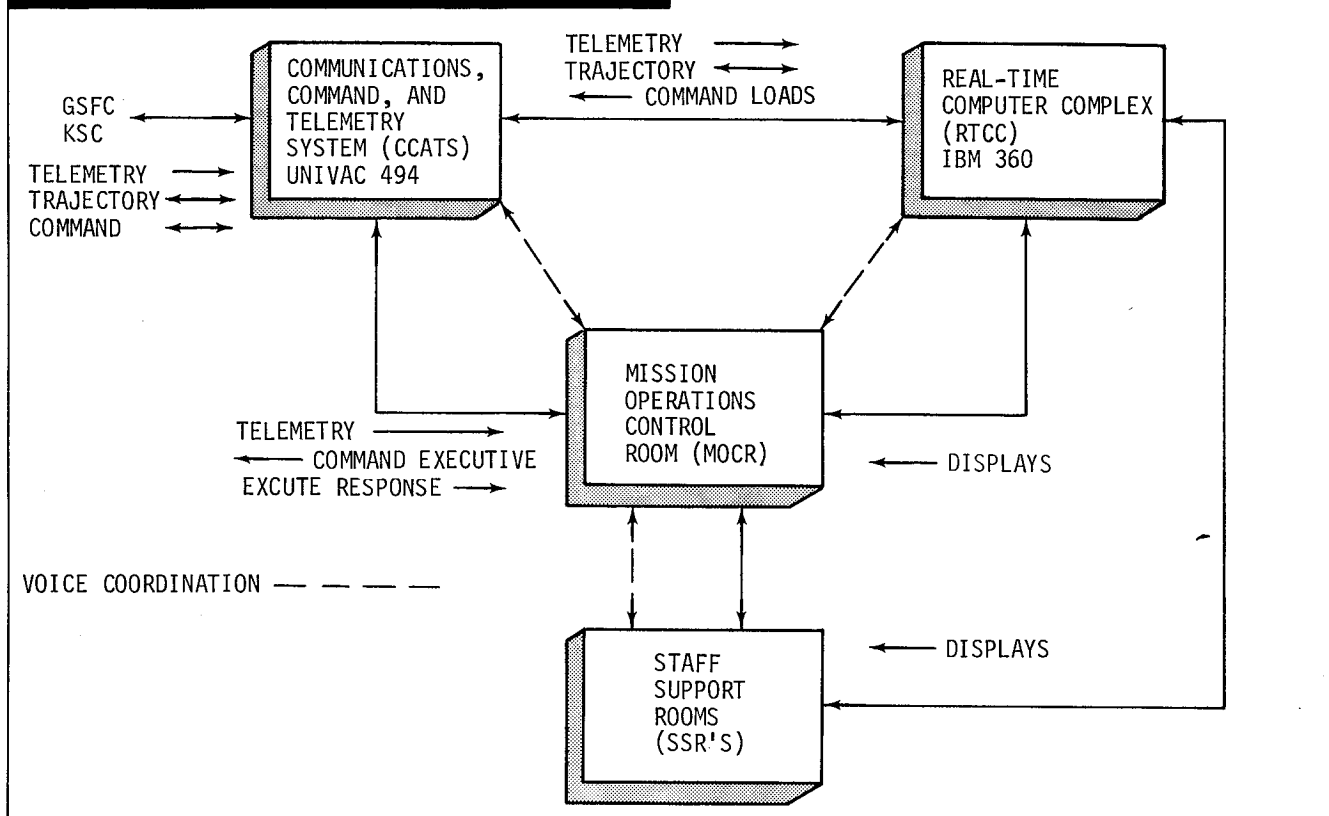 COMMUNICATIONS,
COMMAND, AND
TELEMETRY
SYSTEM (CCATS)
UNIVAC 494
TELEMETRY
TRAJECTORY
COMMAND LOADS
REAL-TIME
COMPUTER COMPLEX
(RTCC)
IBM 360
GSFC
KSC
TELEMETRY
TRAJECTORY
COMMAND
MISSION
OPERATIONS
CONTROL
ROOM (MOCR)
TELEMETRY
COMMAND EXECUTIVE
EXCUTE RESPONSE
DISPLAYS
VOICE COORDINATION
STAFF
SUPPORT
ROOMS
(SSR'S)
DISPLAYS